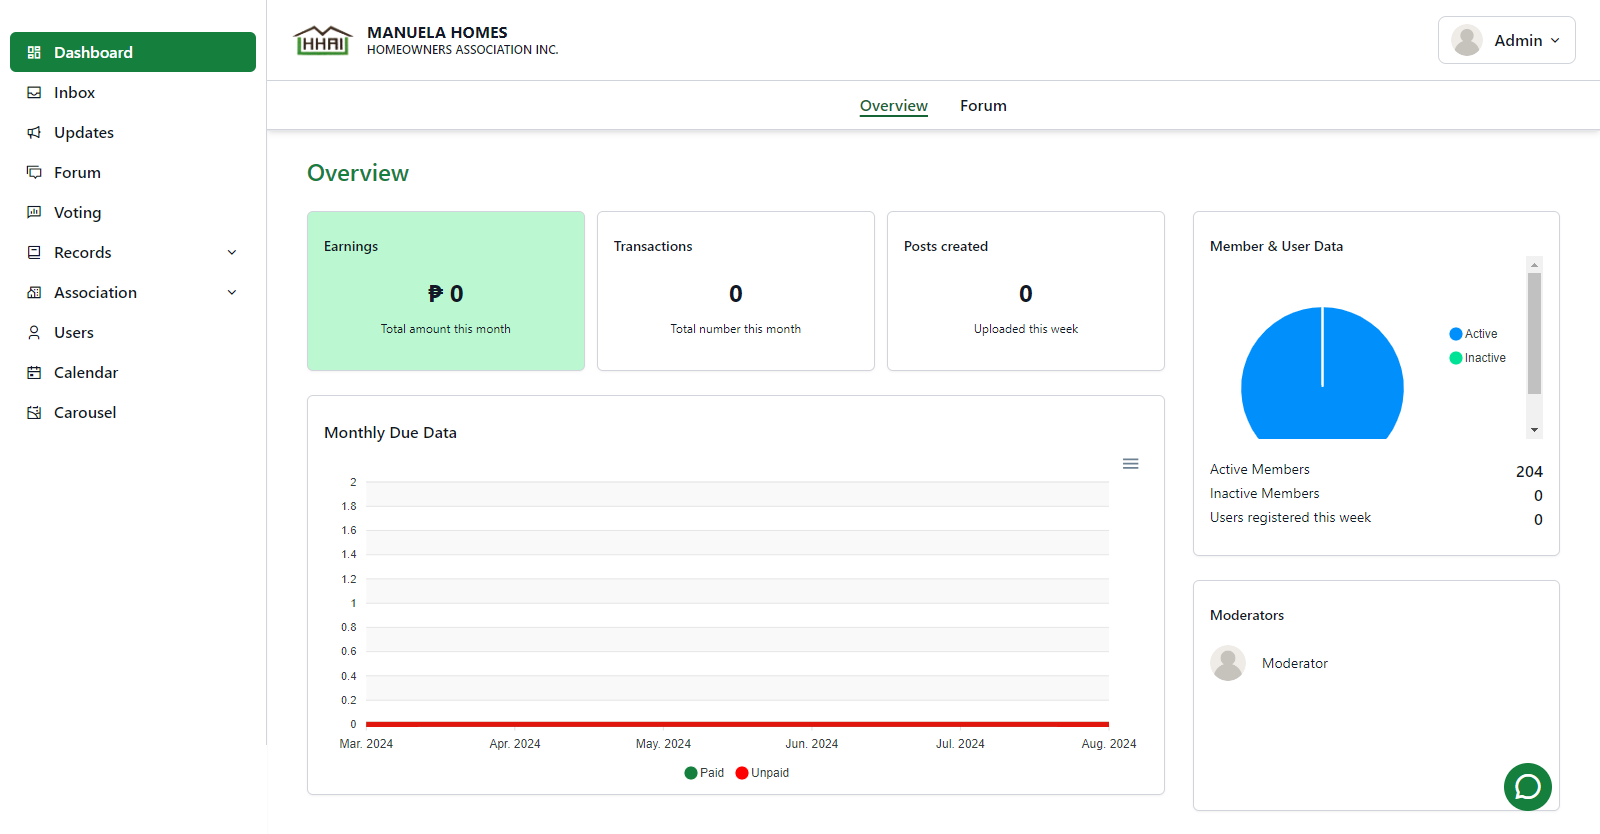 Dashboard
Inbox
Updates
Forum
Voting
Records
Association
Users
Calendar
Carousel
HHAI
MANUELA HOMES
HOMEOWNERS ASSOCIATION INC.
Admin
Overview Forum
Overview
Earnings
₱ 0
Total amount this month
Transactions
0
Total number this month
Posts created
0
Uploaded this week
Monthly Due Data
2
1.8
1.6
1.4
1.2
1
0.8
0.6
0.4
0.2
0
Mar. 2024 Apr. 2024 May. 2024 Jun. 2024 Jul. 2024 Aug. 2024
Paid Unpaid
Member & User Data
Active
Inactive
Active Members 204
Inactive Members 0
Users registered this week 0
Moderators
Moderator